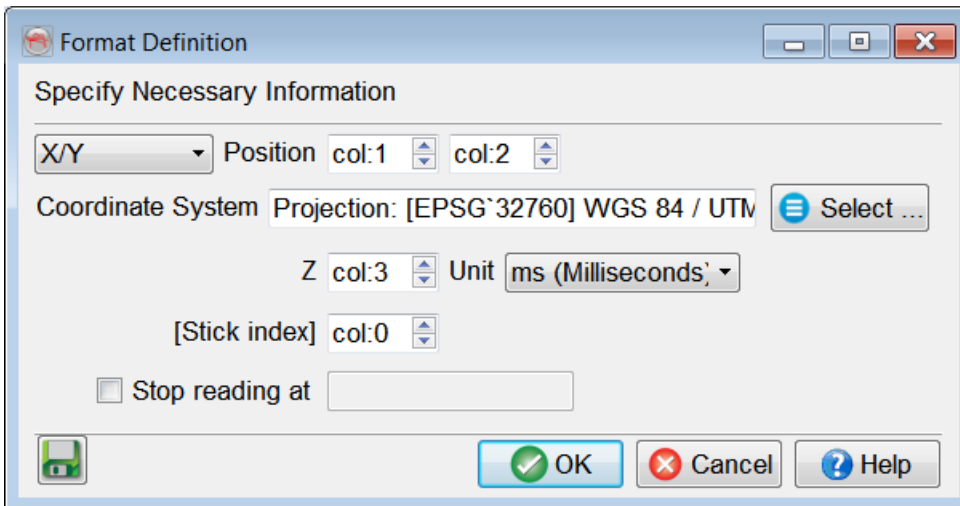 Format Definition
Specify Necessary Information
X/Y Position col:1 col:2
Coordinate System Projection: [EPSG`32760] WGS 84 / UTM Select ...
Z col:3 Unit ms (Milliseconds)
[Stick index] col:0
Stop reading at
OK Cancel Help